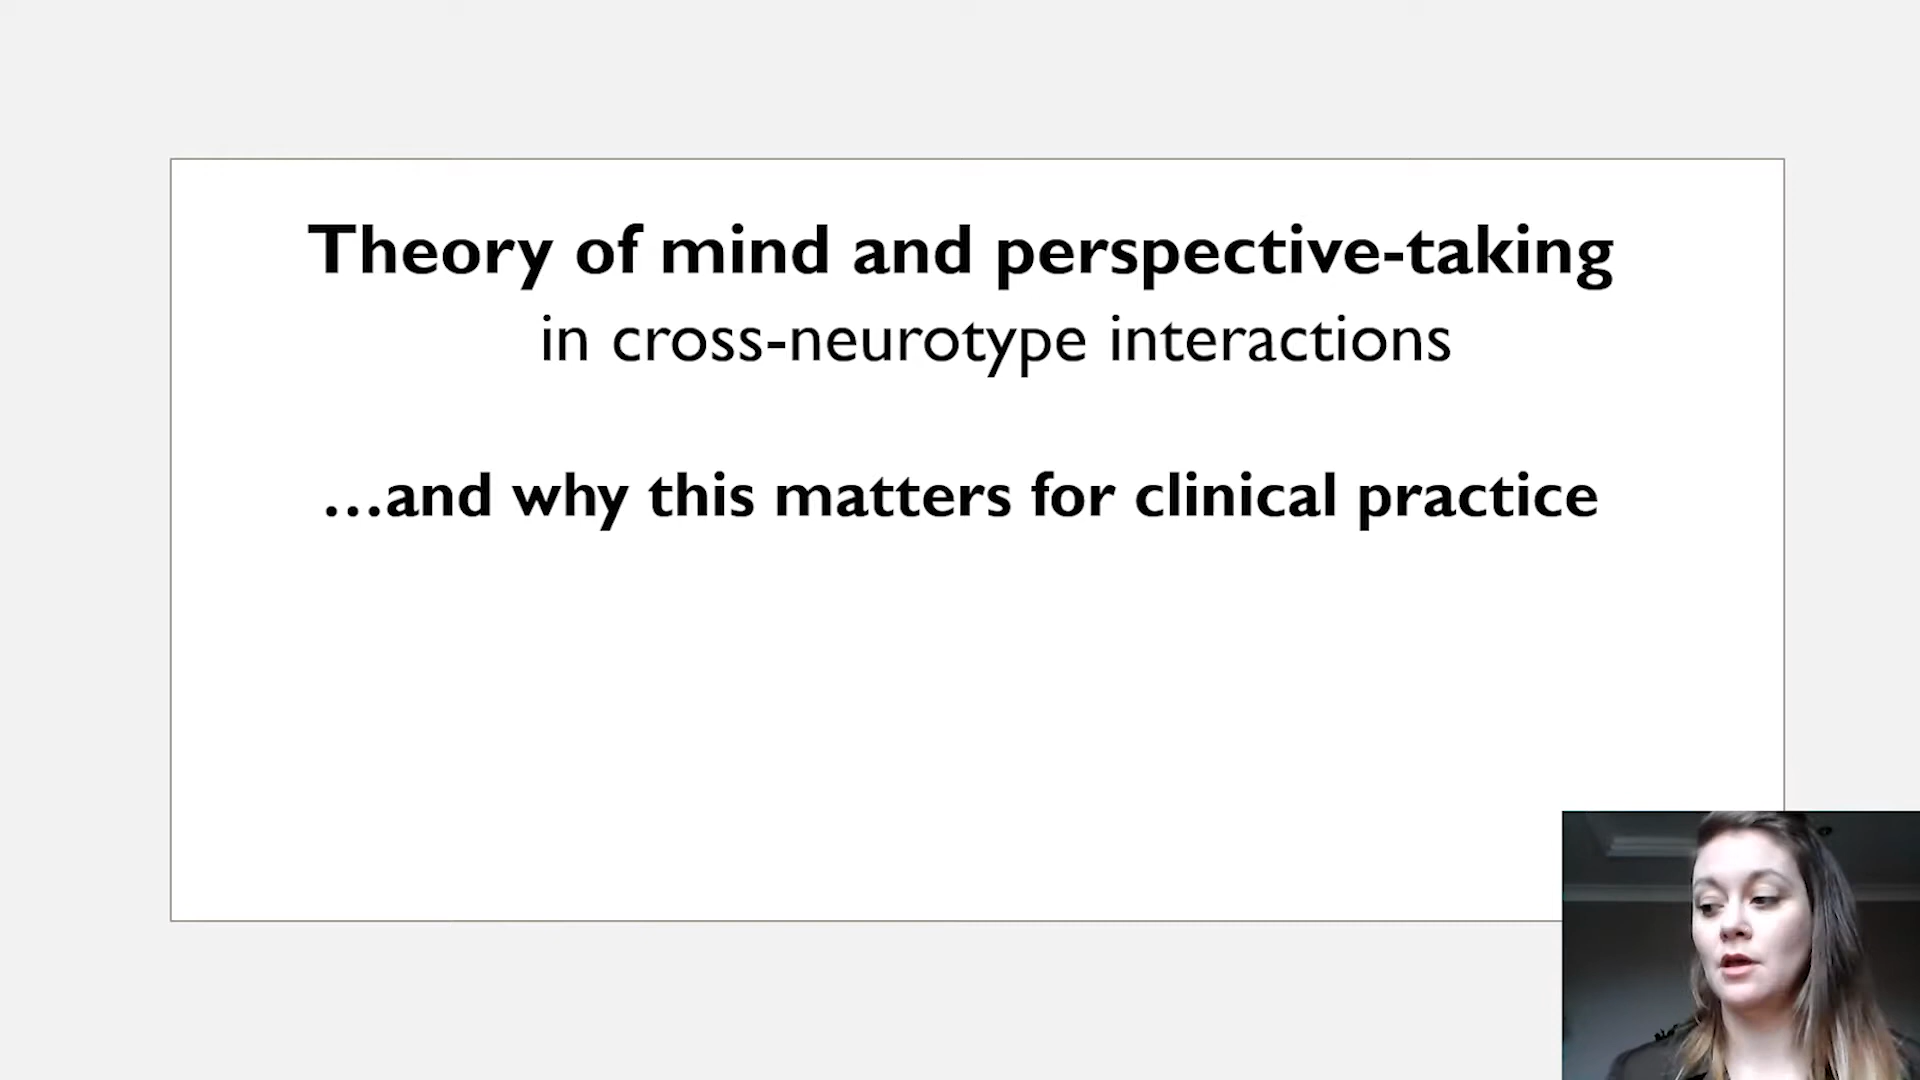 Theory of mind and perspective-taking
in cross-neurotype interactions
…and why this matters for clinical practice